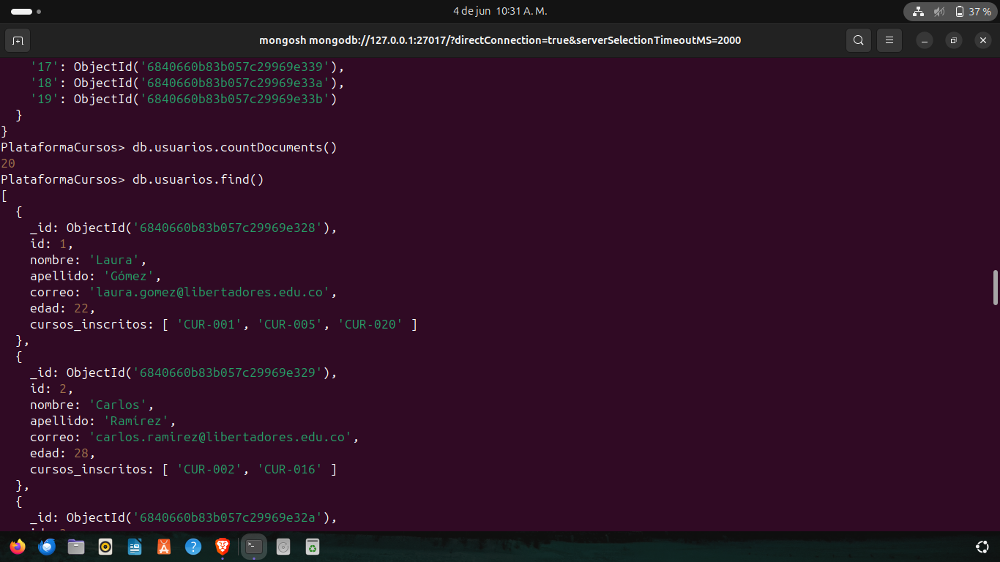 4 de jun 10:31 A. M.
37 %
mongosh mongodb://127.0.0.1:27017/?directConnection=true&serverSelectionTimeoutMS=2000
'17': ObjectId('6840660b83b057c29969e339'),
'18': ObjectId('6840660b83b057c29969e33a'),
'19': ObjectId('6840660b83b057c29969e33b')
}
}
PlataformaCursos> db.usuarios.countDocuments()
20
PlataformaCursos> db.usuarios.find()
[
{
_id: ObjectId('6840660b83b057c29969e328'),
id: 1,
nombre: 'Laura',
apellido: 'Gómez',
correo: 'laura.gomez@libertadores.edu.co',
edad: 22,
cursos_inscritos: [ 'CUR-001', 'CUR-005', 'CUR-020' ]
},
{
_id: ObjectId('6840660b83b057c29969e329'),
id: 2,
nombre: 'Carlos',
apellido: 'Ramírez',
correo: 'carlos.ramirez@libertadores.edu.co',
edad: 28,
cursos_inscritos: [ 'CUR-002', 'CUR-016' ]
},
{
_id: ObjectId('6840660b83b057c29969e32a'),